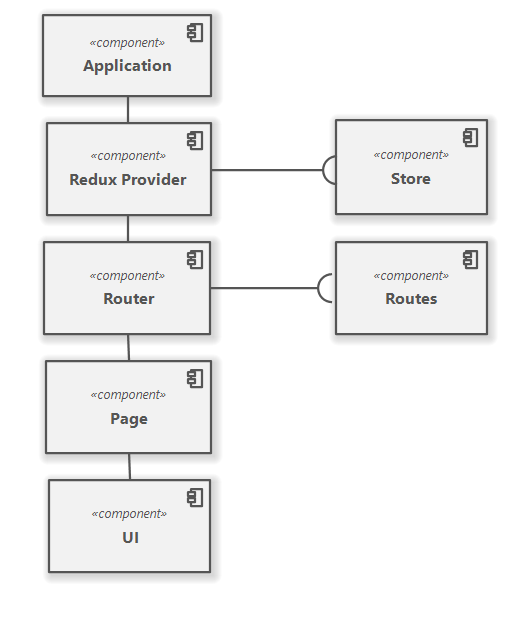 «component»
Application
«component»
Redux Provider
«component»
Store
«component»
Router
«component»
Routes
«component»
Page
«component»
UI